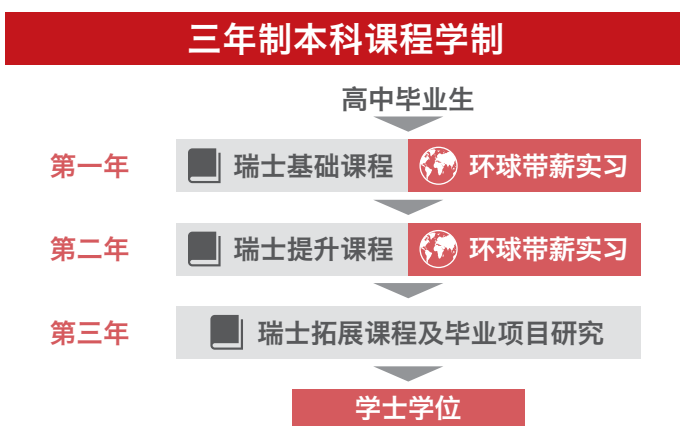 三年制本科课程学制
高中毕业生
第一年 瑞士基础课程 环球带薪实习
第二年 瑞士提升课程 环球带薪实习
第三年 瑞士拓展课程及毕业项目研究
学士学位